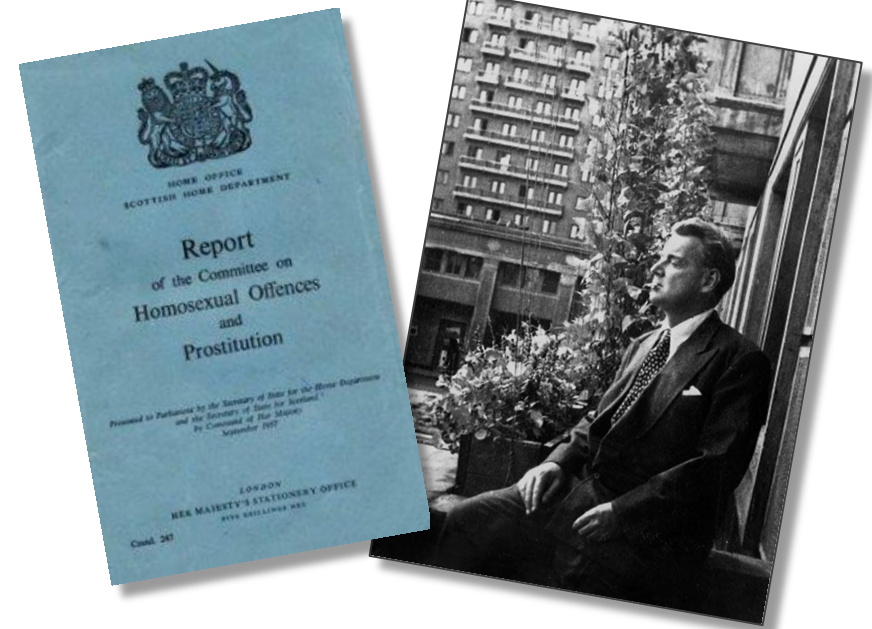 HOME OFFICE
SCOTTISH HOME DEPARTMENT
Report
of the Committee on
Homosexual Offences
and
Prostitution
Presented to Parliament by the Secretary of State for the Home Department
and the Secretary of State for Scotland
by Command of Her Majesty
September 1957
LONDON
HER MAJESTY'S STATIONERY OFFICE
FIVE SHILLINGS NET
Cmnd. 247